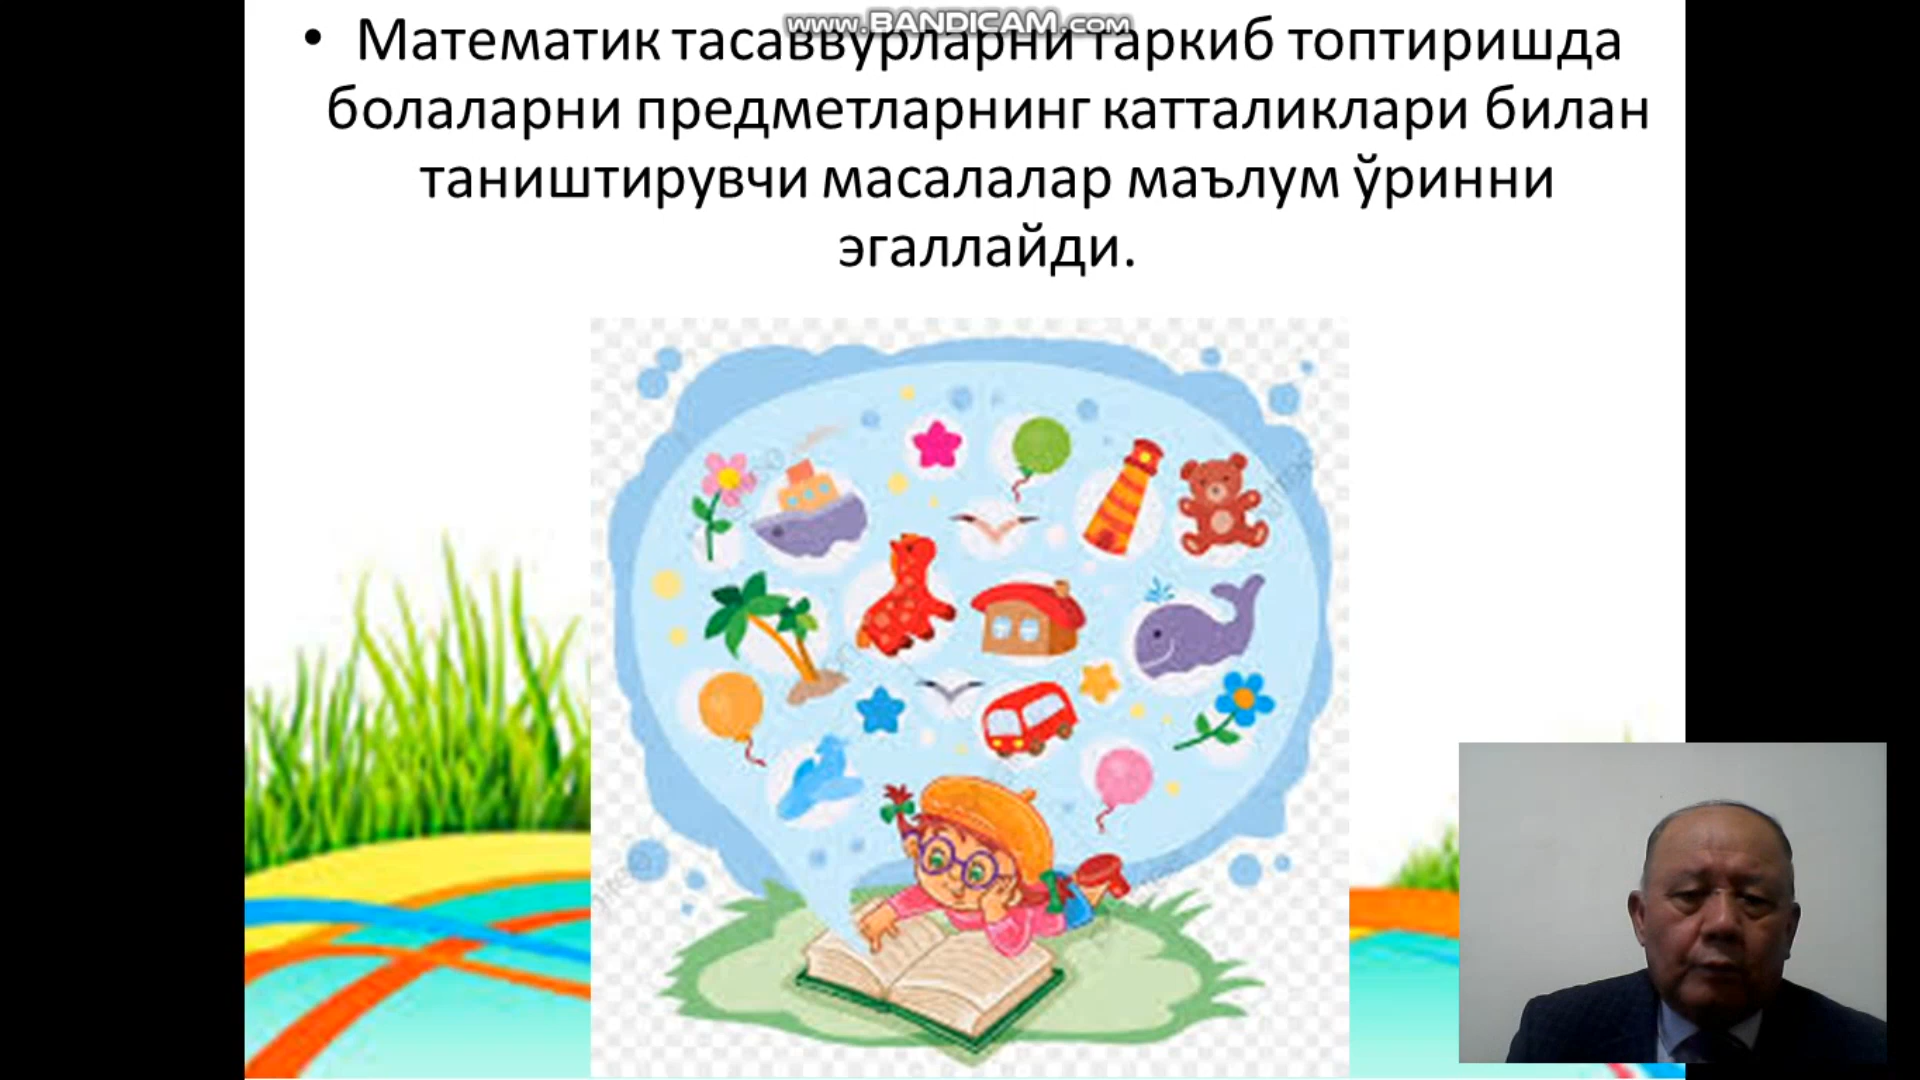 www.BANDICAM.com
• Математик тасаввурларни таркиб топтиришда
болаларни предметларнинг катталиклари билан
таништирувчи масалалар маълум ўринни
эгаллайди.